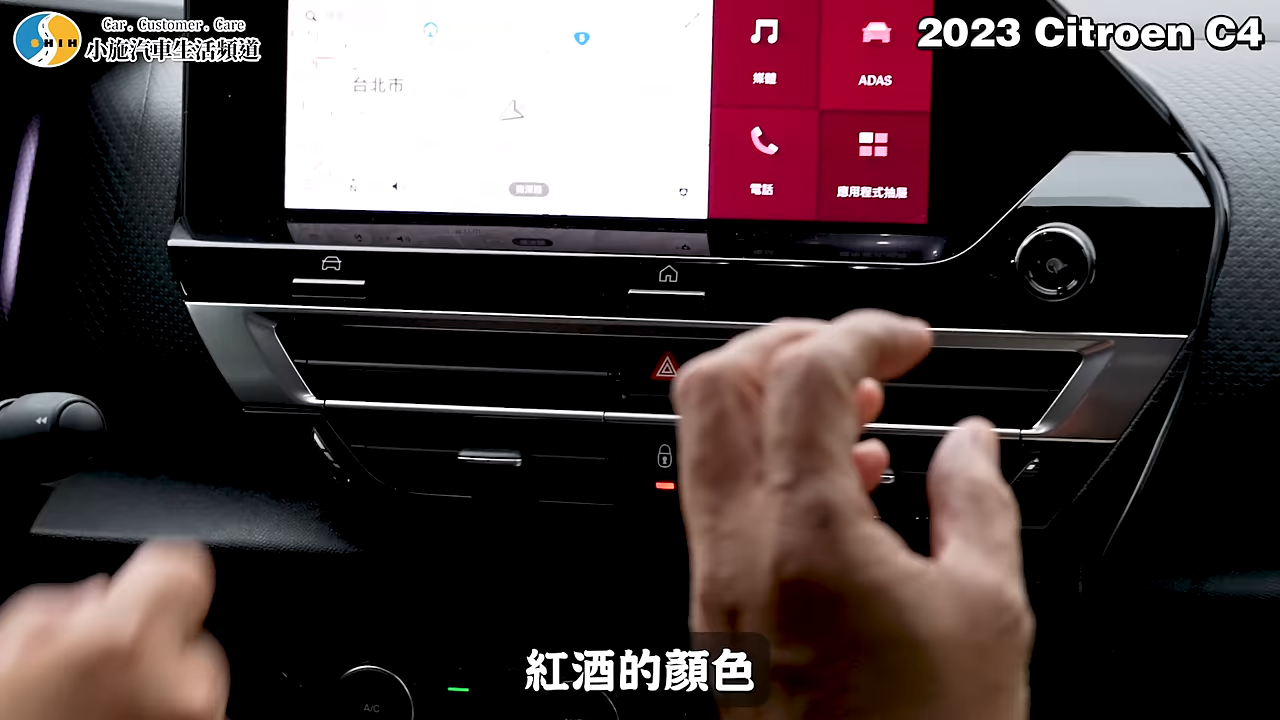 Car. Customer. Care
SHIH
小施汽車生活頻道
2023 Citroen C4
台北市
媒體
ADAS
電話
應用程式抽屜
A/C
紅酒的顏色